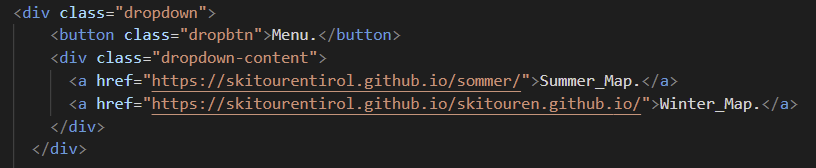 <div class="dropdown">
<button class="dropbtn">Menu.</button>
<div class="dropdown-content">
<a href="https://skitourentirol.github.io/sommer/">Summer_Map.</a>
<a href="https://skitourentirol.github.io/skitouren.github.io/">Winter_Map.</a>
</div>
</div>